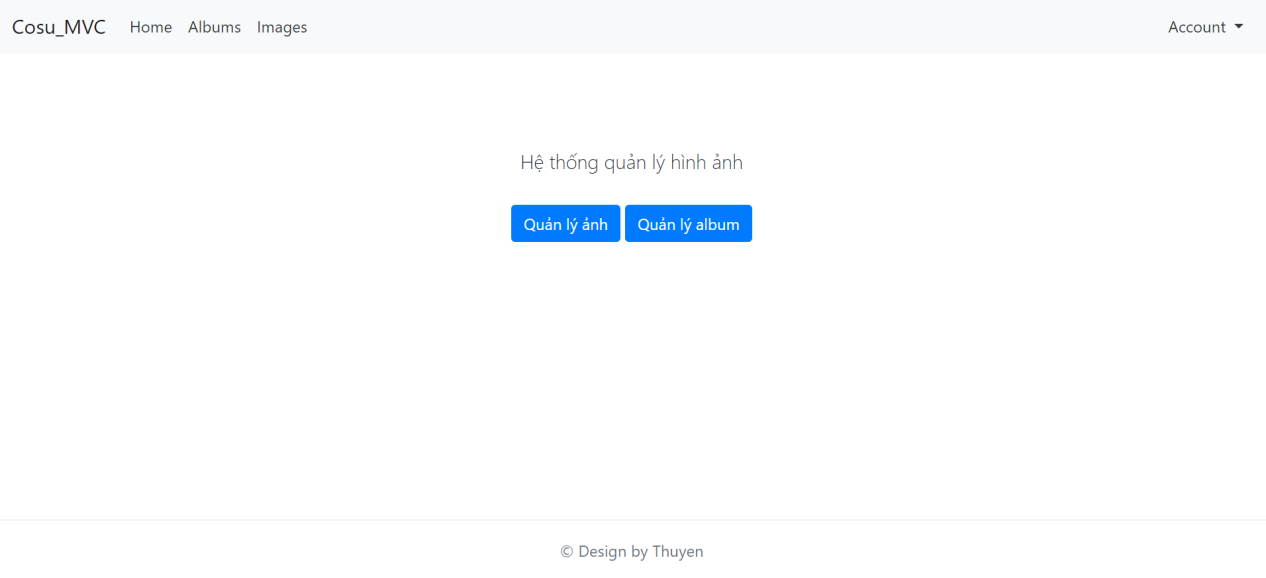 Cosu_MVC Home Albums Images Account
Hệ thống quản lý hình ảnh
Quản lý ảnh Quản lý album
© Design by Thuyen